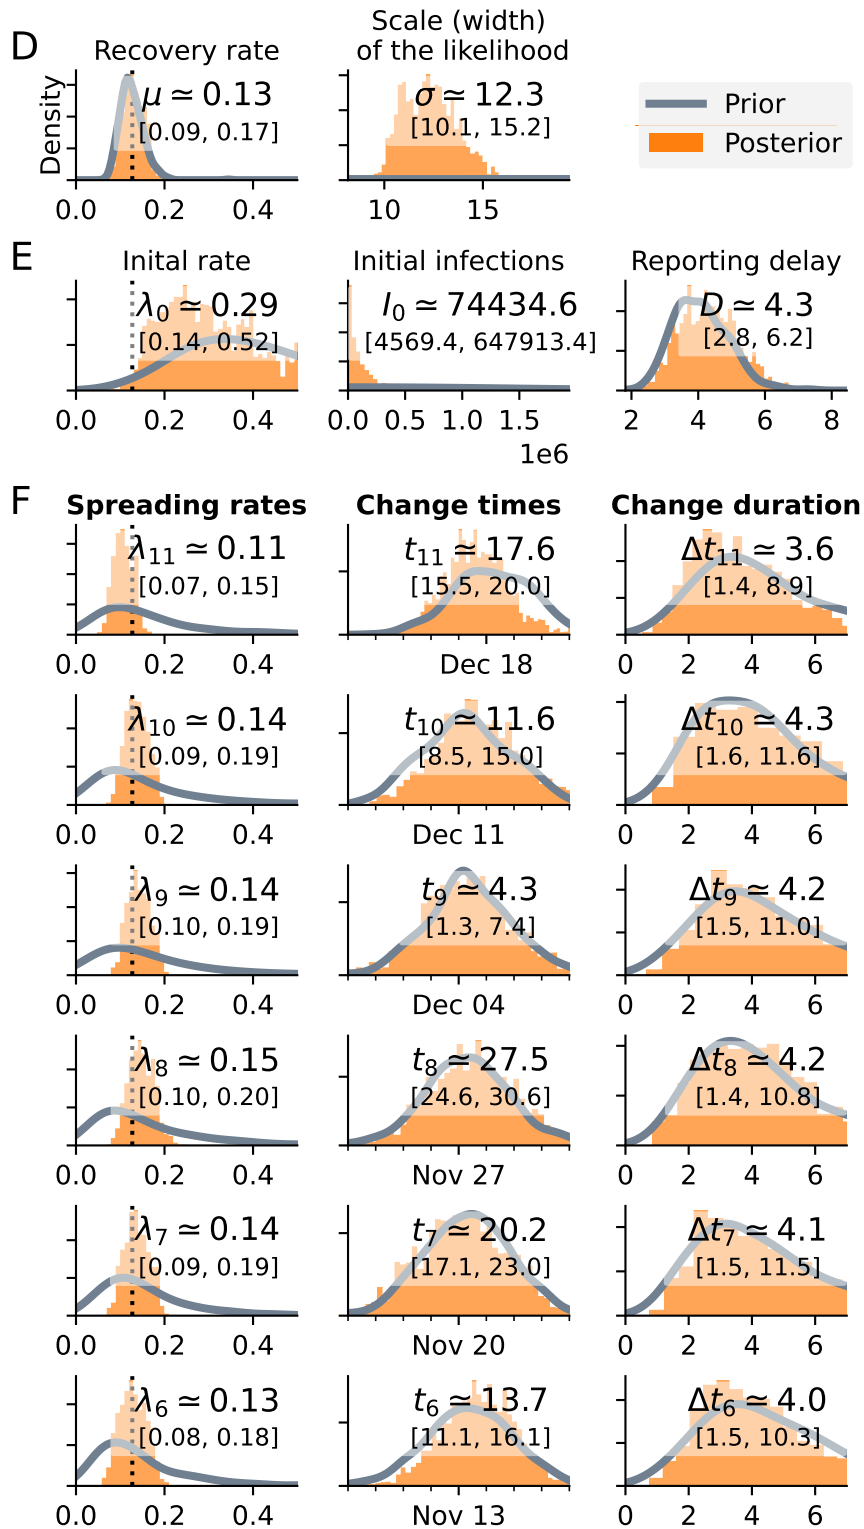 D
Recovery rate
Scale (width)
of the likelihood
Density
μ ≃ 0.13
[0.09, 0.17]
0.0 0.2 0.4
σ ≃ 12.3
[10.1, 15.2]
10 15
Prior
Posterior
E
Inital rate
λ0 ≃ 0.29
[0.14, 0.52]
0.0 0.2 0.4
Initial infections
I0 ≃ 74434.6
[4569.4, 647913.4]
0.0 0.5 1.0 1.5
1e6
Reporting delay
D ≃ 4.3
[2.8, 6.2]
2 4 6 8
F
Spreading rates
Change times
Change duration
λ11 ≃ 0.11
[0.07, 0.15]
0.0 0.2 0.4
t11 ≃ 17.6
[15.5, 20.0]
Dec 18
Δt11 ≃ 3.6
[1.4, 8.9]
0 2 4 6
λ10 ≃ 0.14
[0.09, 0.19]
0.0 0.2 0.4
t10 ≃ 11.6
[8.5, 15.0]
Dec 11
Δt10 ≃ 4.3
[1.6, 11.6]
0 2 4 6
λ9 ≃ 0.14
[0.10, 0.19]
0.0 0.2 0.4
t9 ≃ 4.3
[1.3, 7.4]
Dec 04
Δt9 ≃ 4.2
[1.5, 11.0]
0 2 4 6
λ8 ≃ 0.15
[0.10, 0.20]
0.0 0.2 0.4
t8 ≃ 27.5
[24.6, 30.6]
Nov 27
Δt8 ≃ 4.2
[1.4, 10.8]
0 2 4 6
λ7 ≃ 0.14
[0.09, 0.19]
0.0 0.2 0.4
t7 ≃ 20.2
[17.1, 23.0]
Nov 20
Δt7 ≃ 4.1
[1.5, 11.5]
0 2 4 6
λ6 ≃ 0.13
[0.08, 0.18]
0.0 0.2 0.4
t6 ≃ 13.7
[11.1, 16.1]
Nov 13
Δt6 ≃ 4.0
[1.5, 10.3]
0 2 4 6